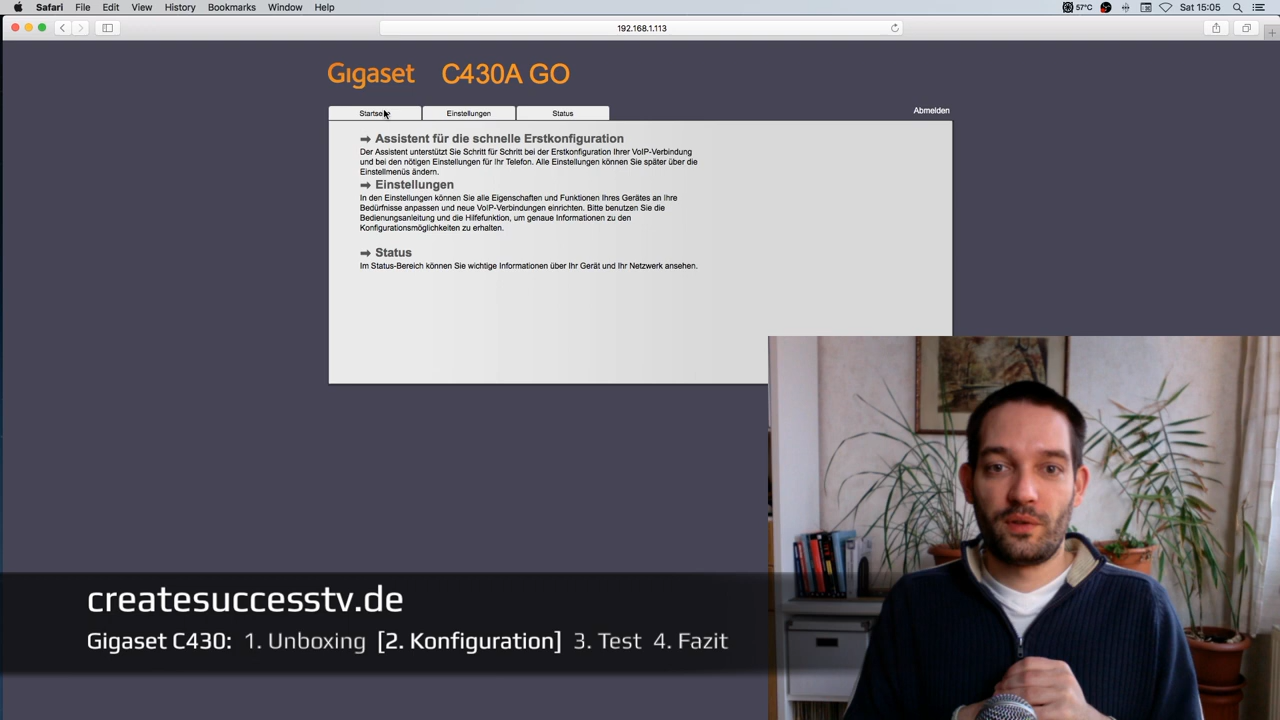 Safari File Edit View History Bookmarks Window Help
57°C Sat 15:05
192.168.1.113
Gigaset C430A GO
Startseite Einstellungen Status Abmelden
➡ Assistent für die schnelle Erstkonfiguration
Der Assistent unterstützt Sie Schritt für Schritt bei der Erstkonfiguration Ihrer VoIP-Verbindung
und bei den nötigen Einstellungen für Ihr Telefon. Alle Einstellungen können Sie später über die
Einstellmenüs ändern.
➡ Einstellungen
In den Einstellungen können Sie alle Eigenschaften und Funktionen Ihres Gerätes an Ihre
Bedürfnisse anpassen und neue VoIP-Verbindungen einrichten. Bitte benutzen Sie die
Bedienungsanleitung und die Hilfefunktion, um genaue Informationen zu den
Konfigurationsmöglichkeiten zu erhalten.
➡ Status
Im Status-Bereich können Sie wichtige Informationen über Ihr Gerät und Ihr Netzwerk ansehen.
createsuccesstv.de
Gigaset C430: 1. Unboxing [2. Konfiguration] 3. Test 4. Fazit